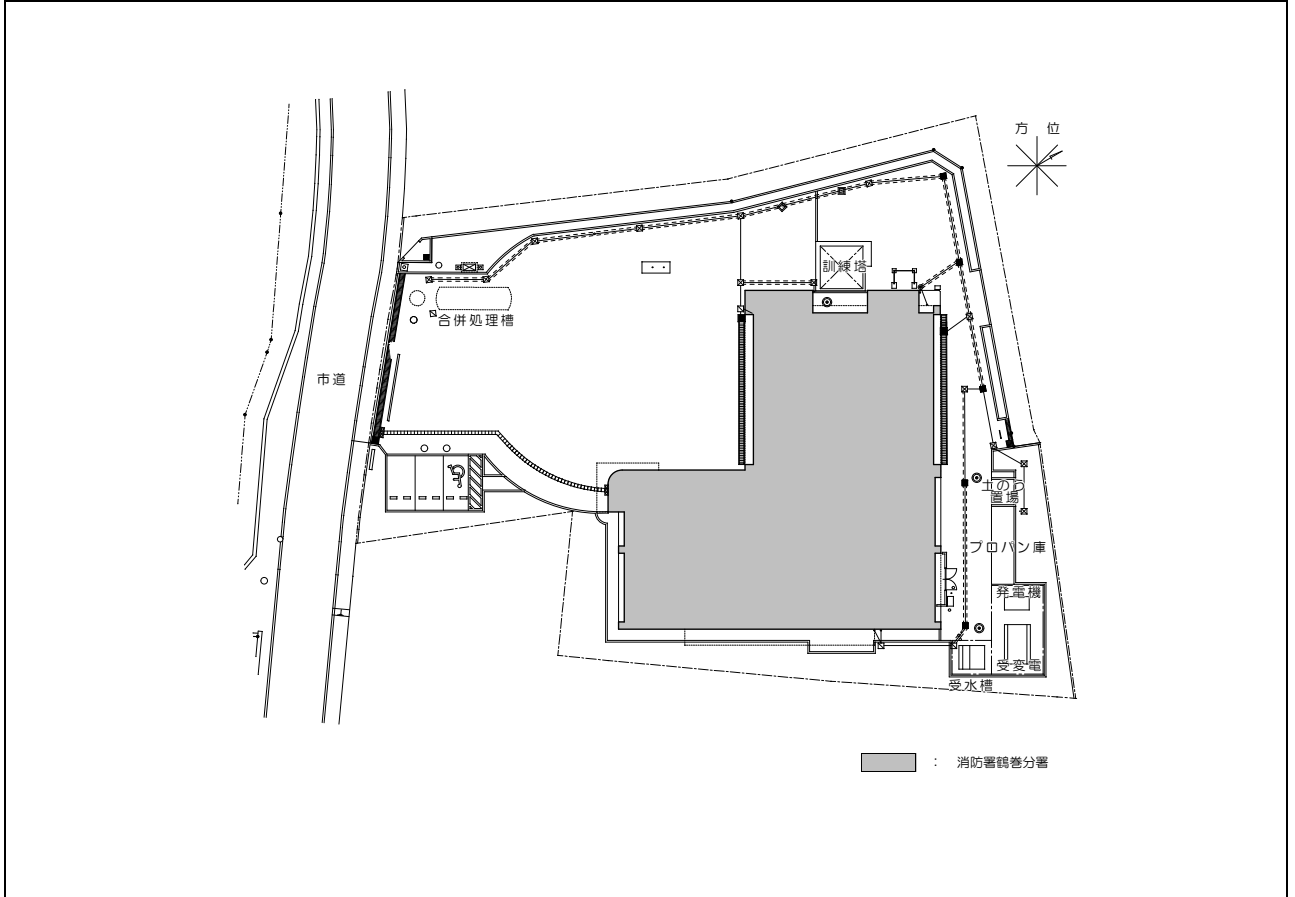 方 位
訓練塔
合併処理槽
市道
土のう
置場
プロパン庫
発電機
受変電
受水槽
： 消防署鶴巻分署